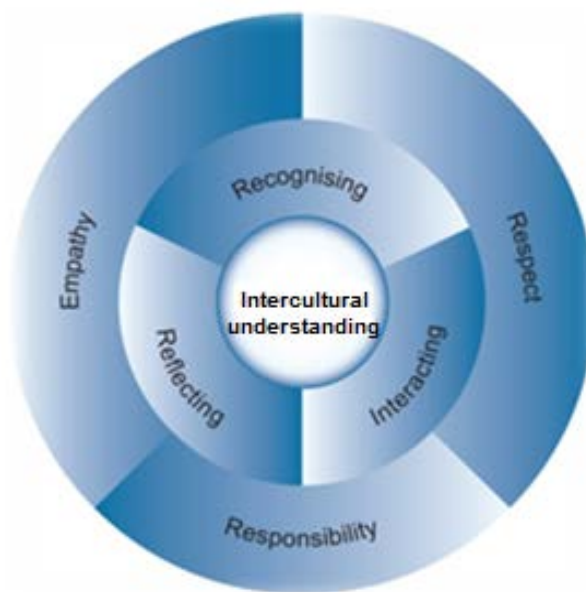 Recognising
Empathy
Respect
Intercultural
understanding
Reflecting
Interacting
Responsibility